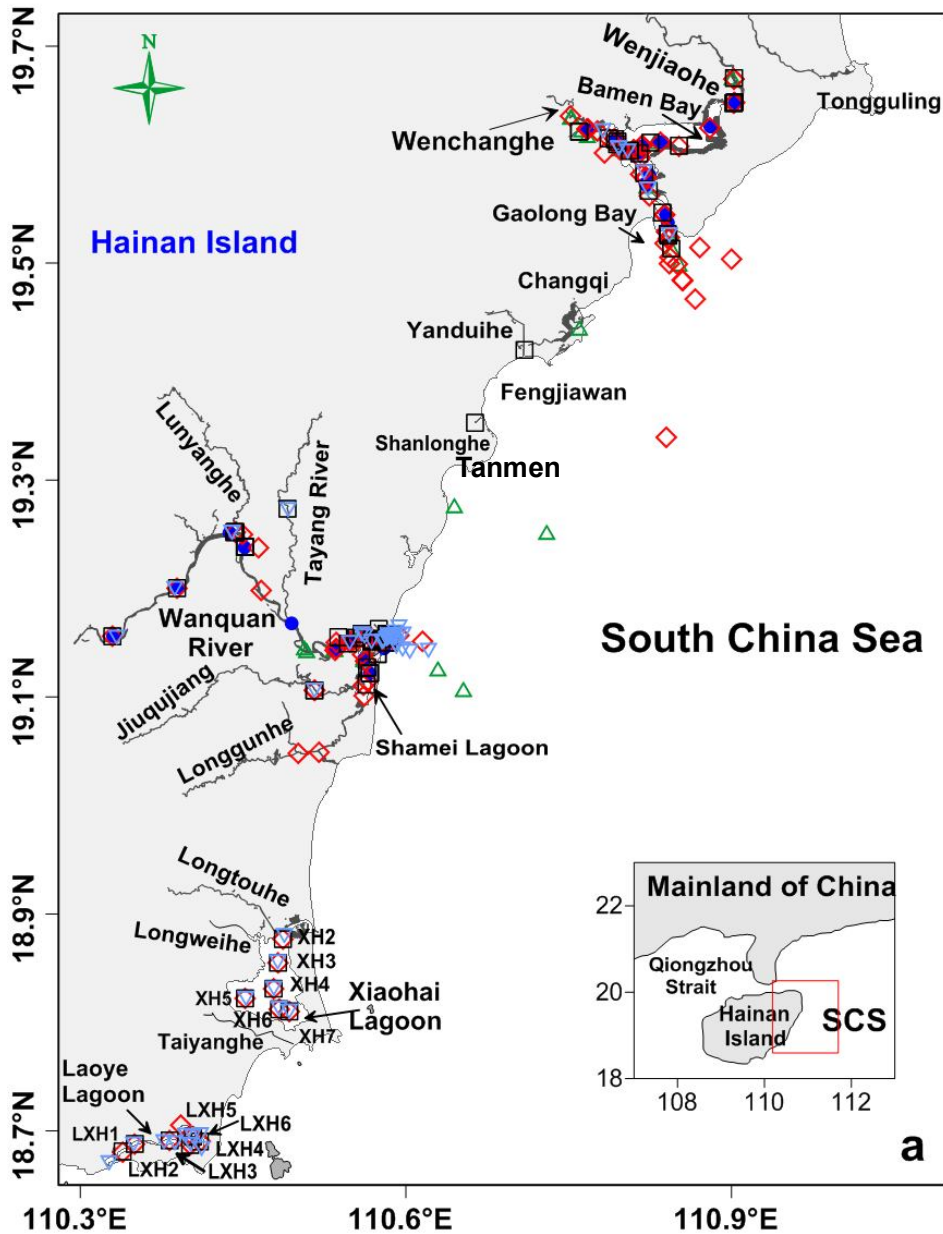 19.7°N
N
Wenjiaohe
Bamen Bay
Tongguling
Wenchanghe
Gaolong Bay
19.5°N
Hainan Island
Changqi
Yanduihe
Fengjiawan
Shanlonghe
Tanmen
19.3°N
Lunyanghe
Tayang River
Wanquan
River
South China Sea
19.1°N
Jiuqujiang
Longgunhe
Shamei Lagoon
18.9°N
Longtouhe
Longweihe
XH2
XH3
XH4
XH5
XH6
XH7
Xiaohai
Lagoon
Taiyanghe
Laoye
Lagoon
LXH5
LXH6
LXH1
LXH4
LXH2
LXH3
18.7°N
Mainland of China
22
Qiongzhou
Strait
20
Hainan
Island
SCS
18
108
110
112
a
110.3°E
110.6°E
110.9°E